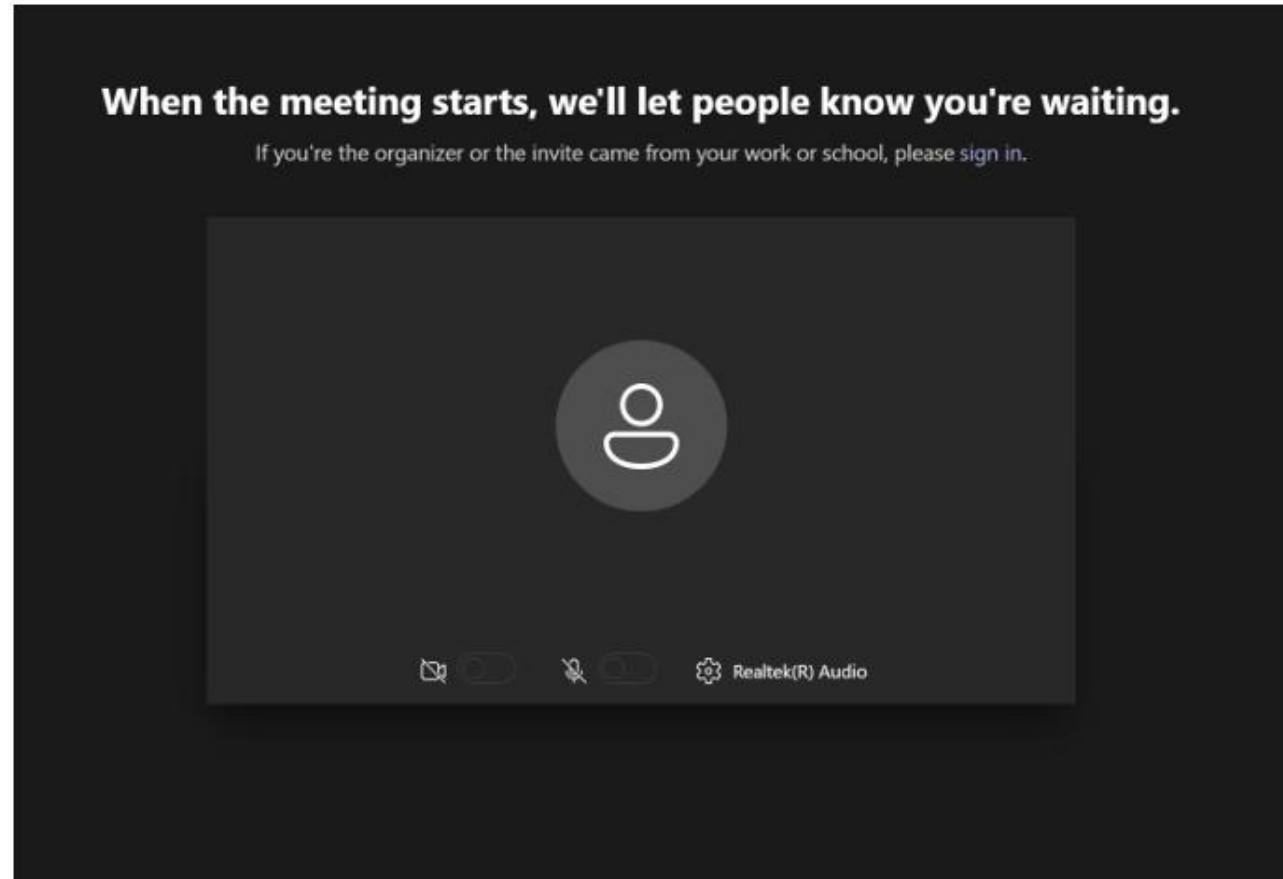 When the meeting starts, we'll let people know you're waiting.
If you're the organizer or the invite came from your work or school, please sign in.
Realtek(R) Audio